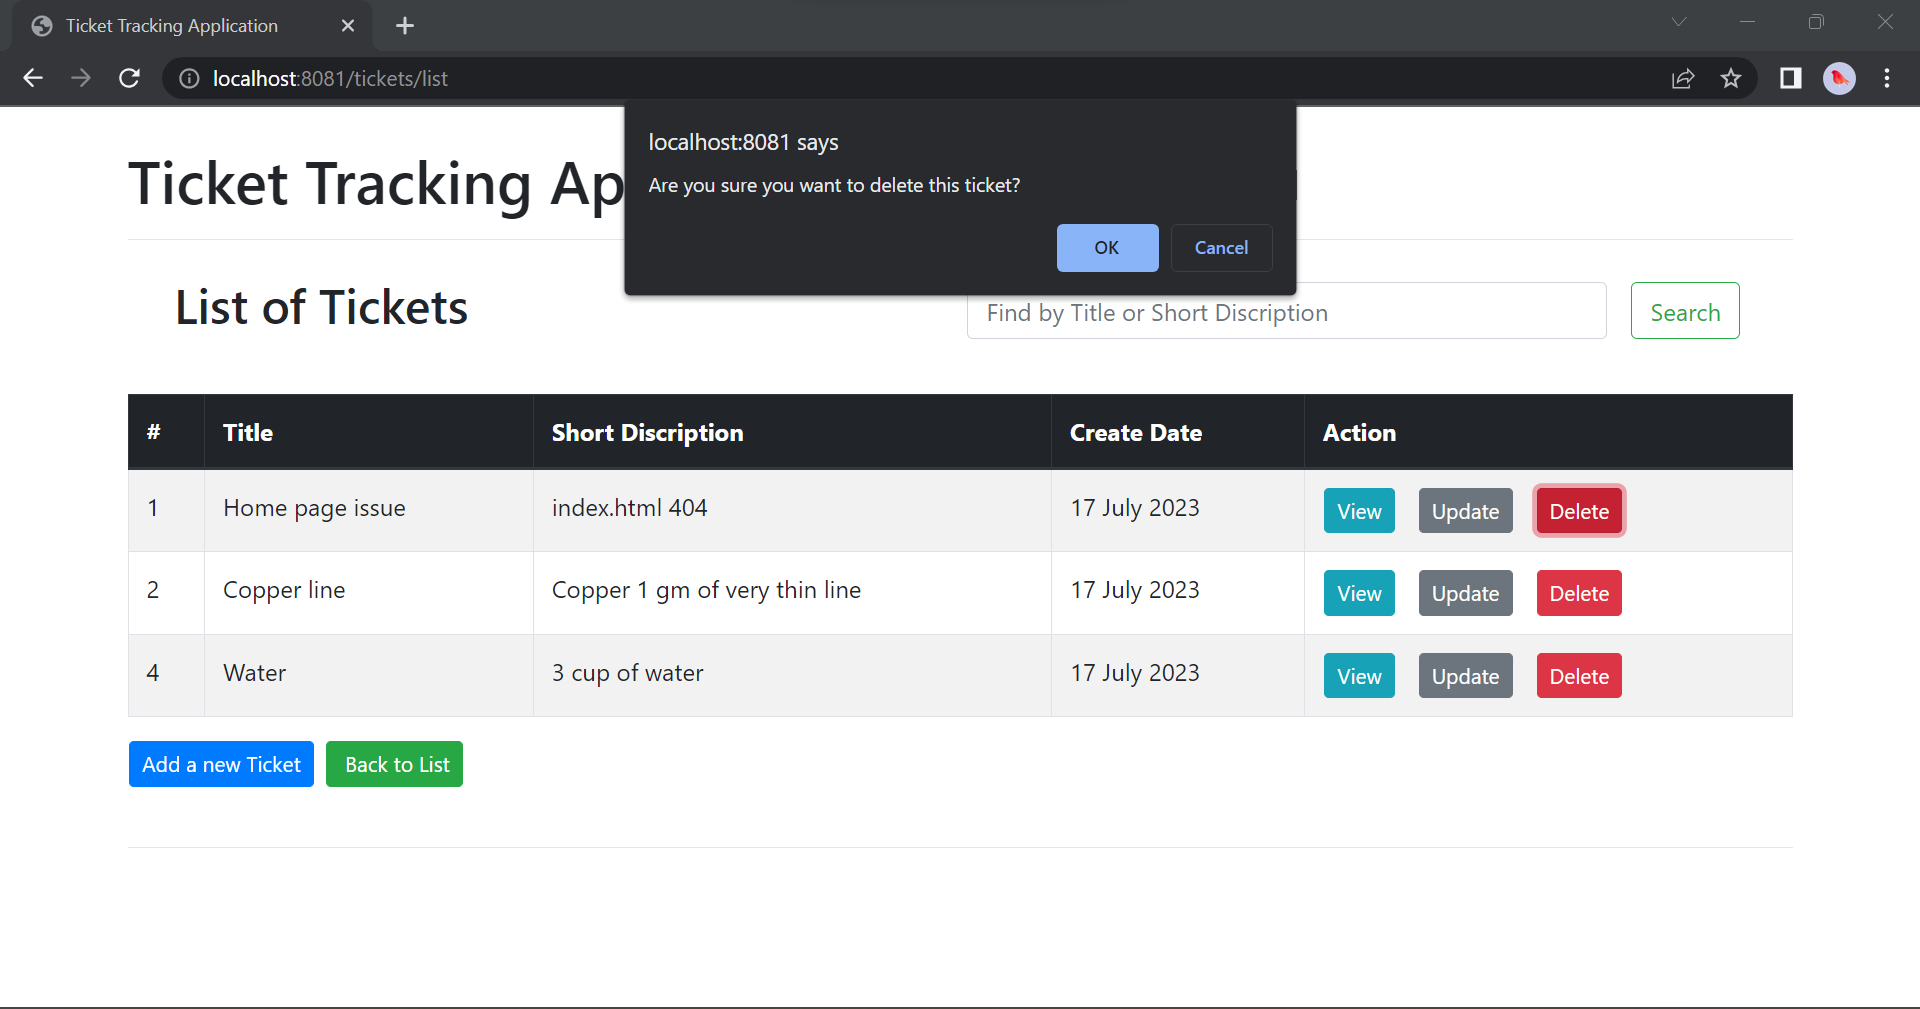 Ticket Tracking Application
localhost:8081/tickets/list
localhost:8081 says
Are you sure you want to delete this ticket?
OK Cancel
Ticket Tracking Ap
List of Tickets
Find by Title or Short Discription Search
# Title Short Discription Create Date Action
1 Home page issue index.html 404 17 July 2023 View Update Delete
2 Copper line Copper 1 gm of very thin line 17 July 2023 View Update Delete
4 Water 3 cup of water 17 July 2023 View Update Delete
Add a new Ticket Back to List